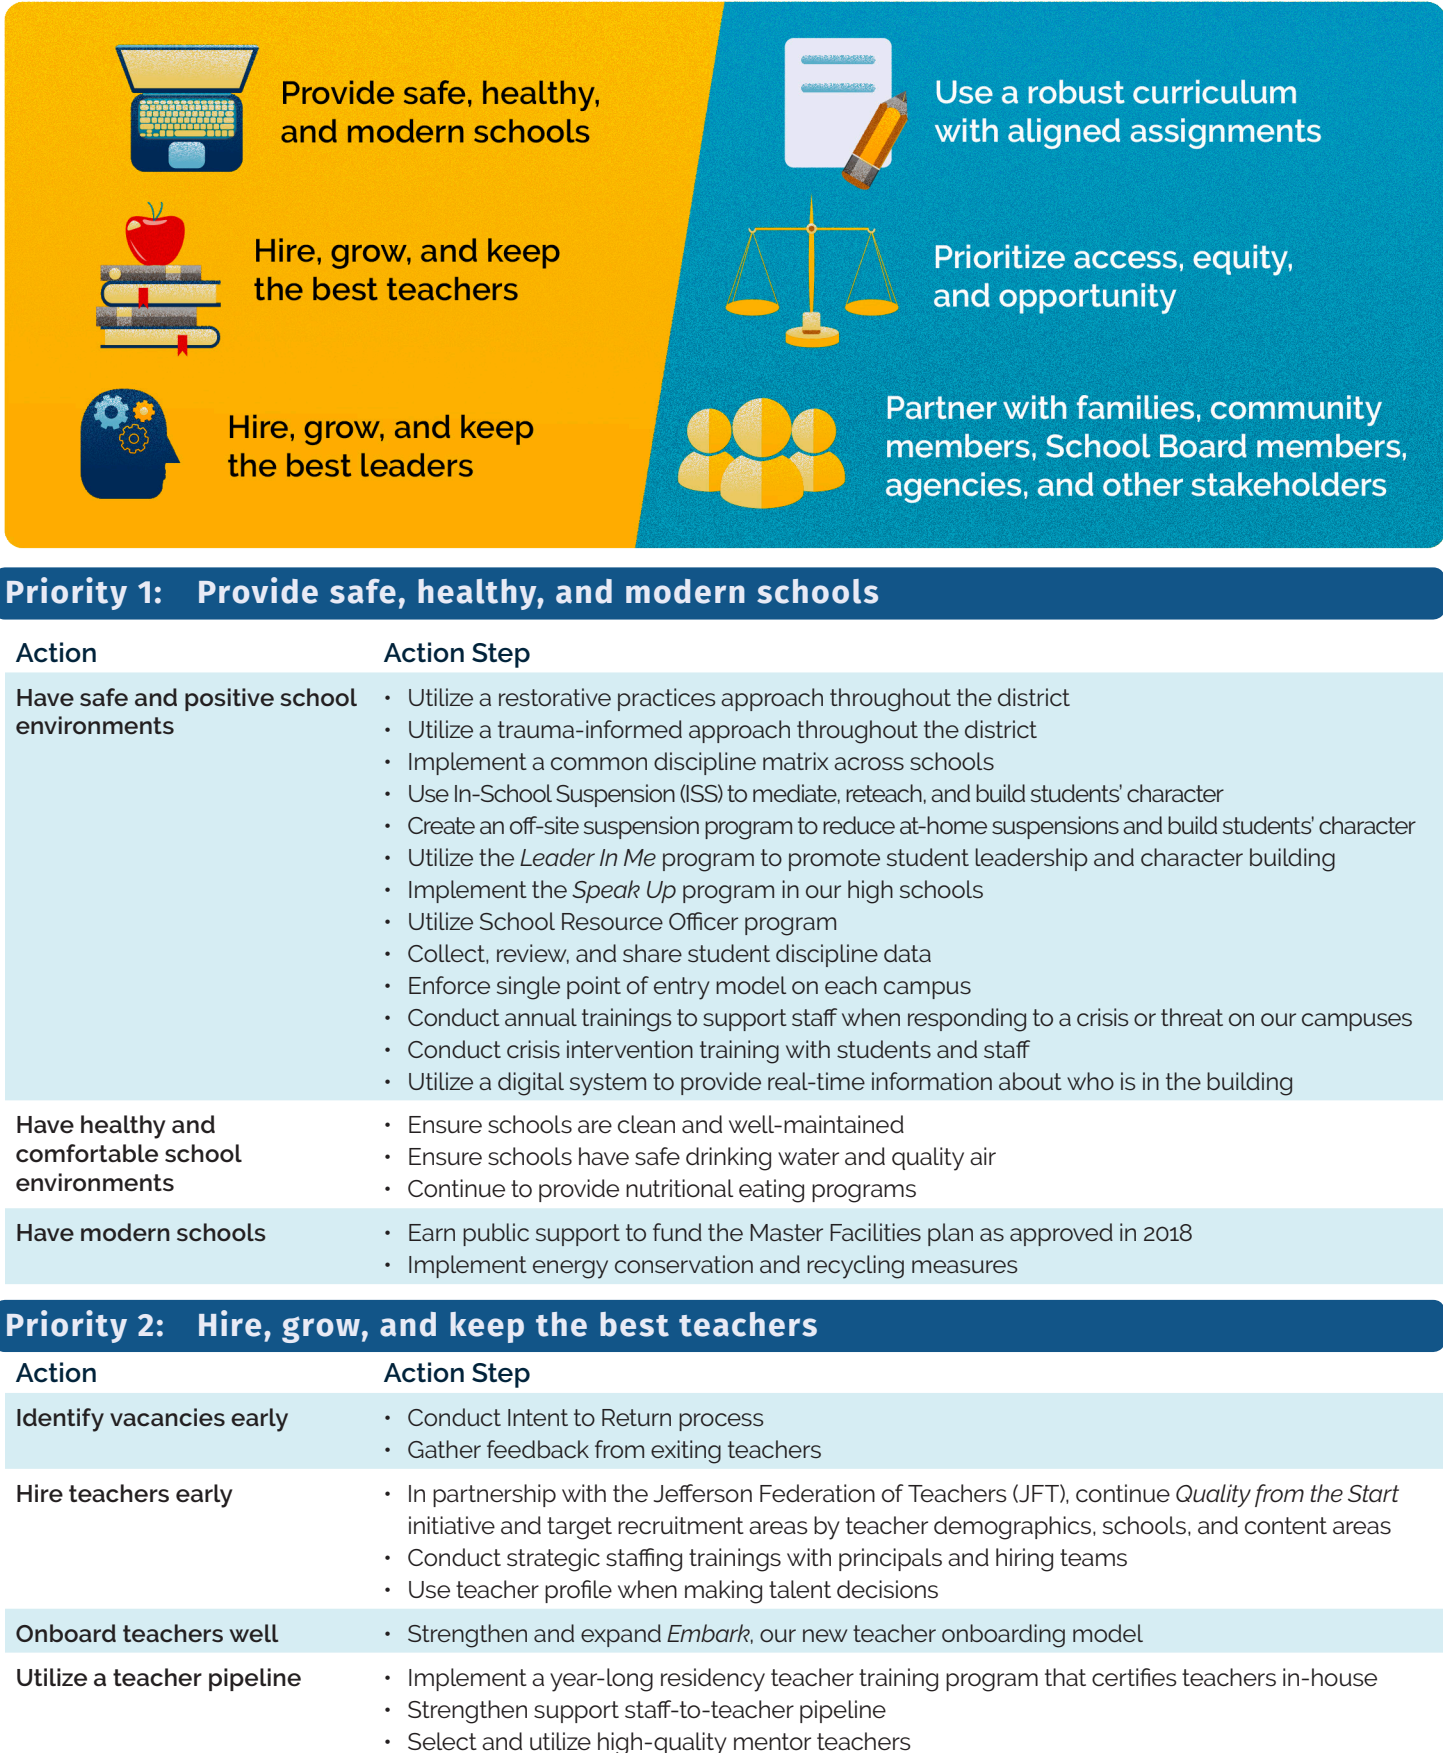 Provide safe, healthy,
and modern schools
Hire, grow, and keep
the best teachers
Hire, grow, and keep
the best leaders
Use a robust curriculum
with aligned assignments
Prioritize access, equity,
and opportunity
Partner with families, community
members, School Board members,
agencies, and other stakeholders
Priority 1: Provide safe, healthy, and modern schools
Action
Action Step
Have safe and positive school
environments
• Utilize a restorative practices approach throughout the district
• Utilize a trauma-informed approach throughout the district
• Implement a common discipline matrix across schools
• Use In-School Suspension (ISS) to mediate, reteach, and build students' character
• Create an off-site suspension program to reduce at-home suspensions and build students' character
• Utilize the Leader In Me program to promote student leadership and character building
• Implement the Speak Up program in our high schools
• Utilize School Resource Officer program
• Collect, review, and share student discipline data
• Enforce single point of entry model on each campus
• Conduct annual trainings to support staff when responding to a crisis or threat on our campuses
• Conduct crisis intervention training with students and staff
• Utilize a digital system to provide real-time information about who is in the building
Have healthy and
comfortable school
environments
• Ensure schools are clean and well-maintained
• Ensure schools have safe drinking water and quality air
• Continue to provide nutritional eating programs
Have modern schools
• Earn public support to fund the Master Facilities plan as approved in 2018
• Implement energy conservation and recycling measures
Priority 2: Hire, grow, and keep the best teachers
Action
Action Step
Identify vacancies early
• Conduct Intent to Return process
• Gather feedback from exiting teachers
Hire teachers early
• In partnership with the Jefferson Federation of Teachers (JFT), continue Quality from the Start
initiative and target recruitment areas by teacher demographics, schools, and content areas
• Conduct strategic staffing trainings with principals and hiring teams
• Use teacher profile when making talent decisions
Onboard teachers well
• Strengthen and expand Embark, our new teacher onboarding model
Utilize a teacher pipeline
• Implement a year-long residency teacher training program that certifies teachers in-house
• Strengthen support staff-to-teacher pipeline
• Select and utilize high-quality mentor teachers